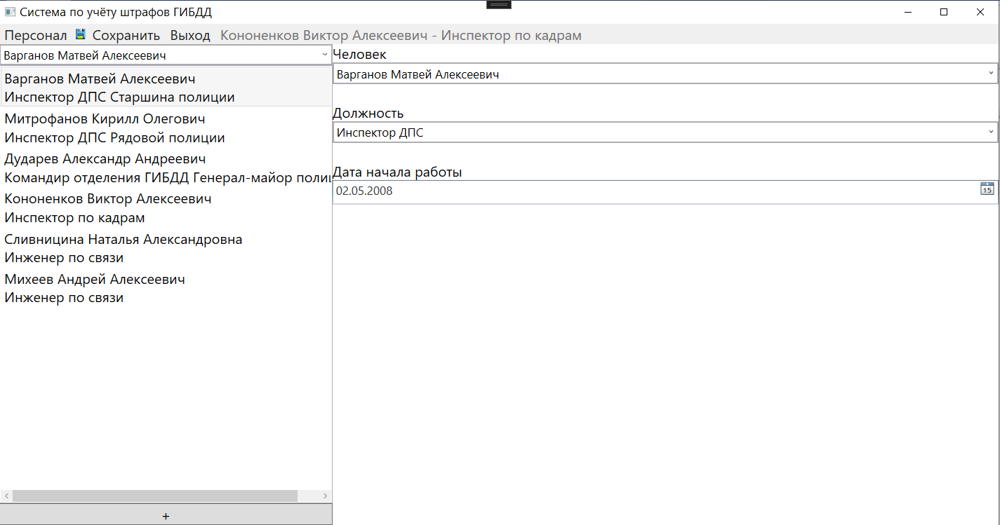 Система по учёту штрафов ГИБДД
Персонал Сохранить Выход Кононенков Виктор Алексеевич - Инспектор по кадрам
Варганов Матвей Алексеевич
Варганов Матвей Алексеевич
Инспектор ДПС Старшина полиции
Митрофанов Кирилл Олегович
Инспектор ДПС Рядовой полиции
Дударев Александр Андреевич
Командир отделения ГИБДД Генерал-майор полиц
Кононенков Виктор Алексеевич
Инспектор по кадрам
Сливницина Наталья Александровна
Инженер по связи
Михеев Андрей Алексеевич
Инженер по связи
+
Человек
Варганов Матвей Алексеевич
Должность
Инспектор ДПС
Дата начала работы
02.05.2008
15